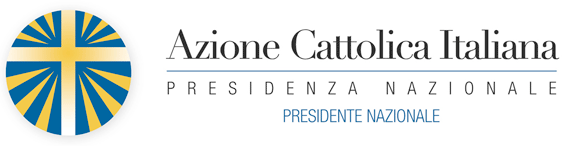 Azione Cattolica Italiana
PRESIDENZA NAZIONALE
PRESIDENTE NAZIONALE